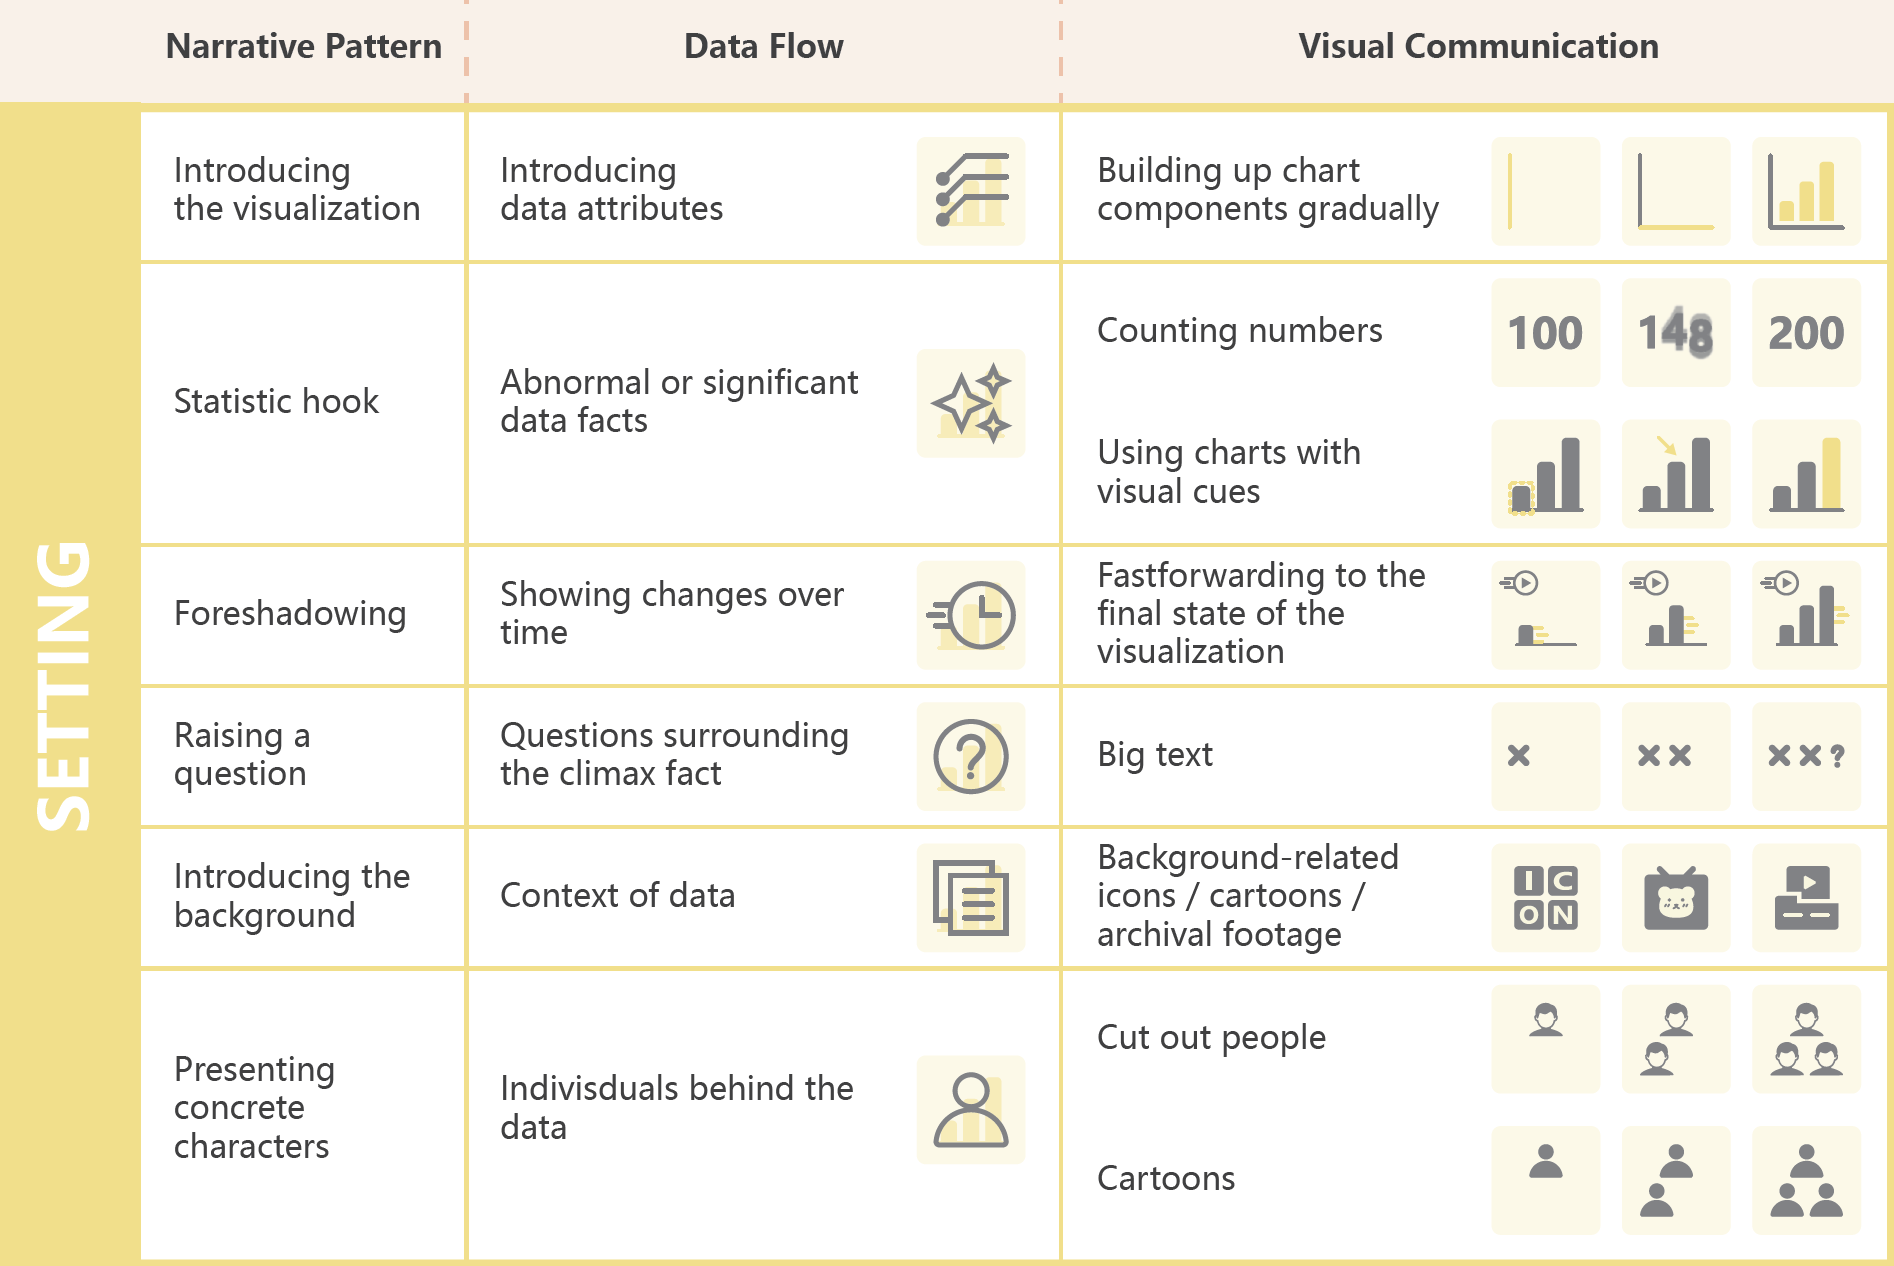 Narrative Pattern
Data Flow
Visual Communication
SETTING
Introducing
the visualization
Introducing
data attributes
Building up chart
components gradually
Statistic hook
Abnormal or significant
data facts
Counting numbers
100
148
200
Using charts with
visual cues
Foreshadowing
Showing changes over
time
Fastforwarding to the
final state of the
visualization
Raising a
question
Questions surrounding
the climax fact
?
Big text
×
××
××?
Introducing the
background
Context of data
Background-related
icons / cartoons /
archival footage
IC
ON
Presenting
concrete
characters
Indivisduals behind the
data
Cut out people
Cartoons